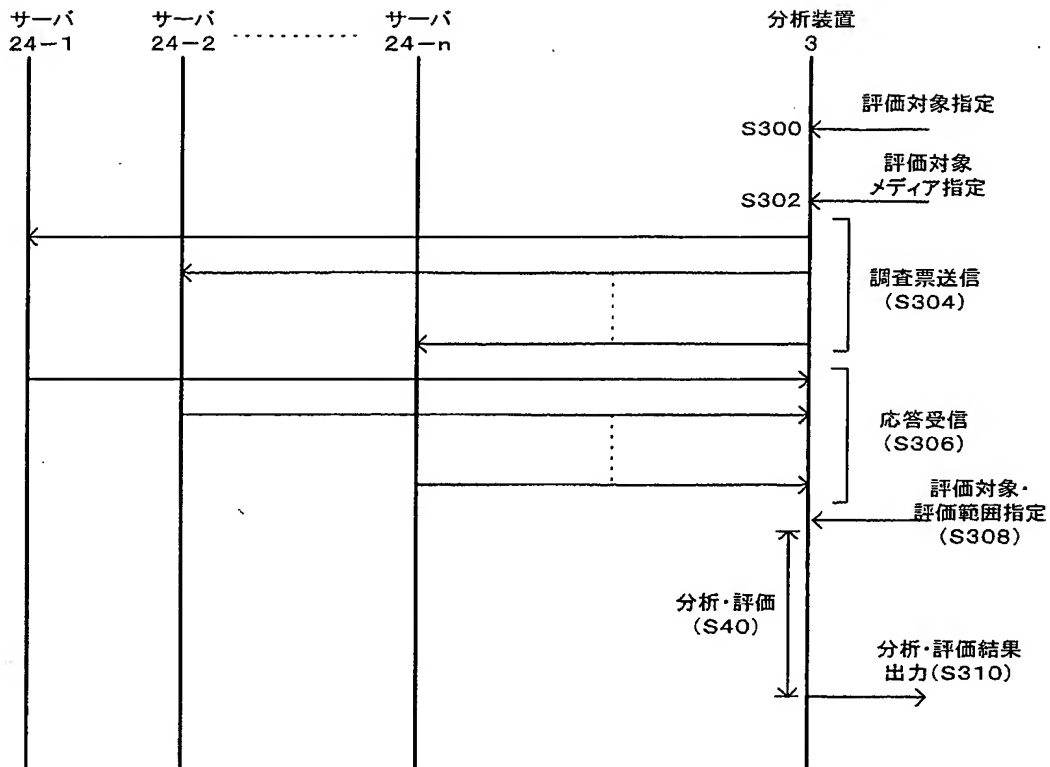 サーバ
24-1
サーバ
24-2
サーバ
24-n
分析装置
3
評価対象指定
S300
評価対象
メディア指定
S302
調査票送信
(S304)
応答受信
(S306)
評価対象・
評価範囲指定
(S308)
分析・評価
(S40)
分析・評価結果
出力(S310)